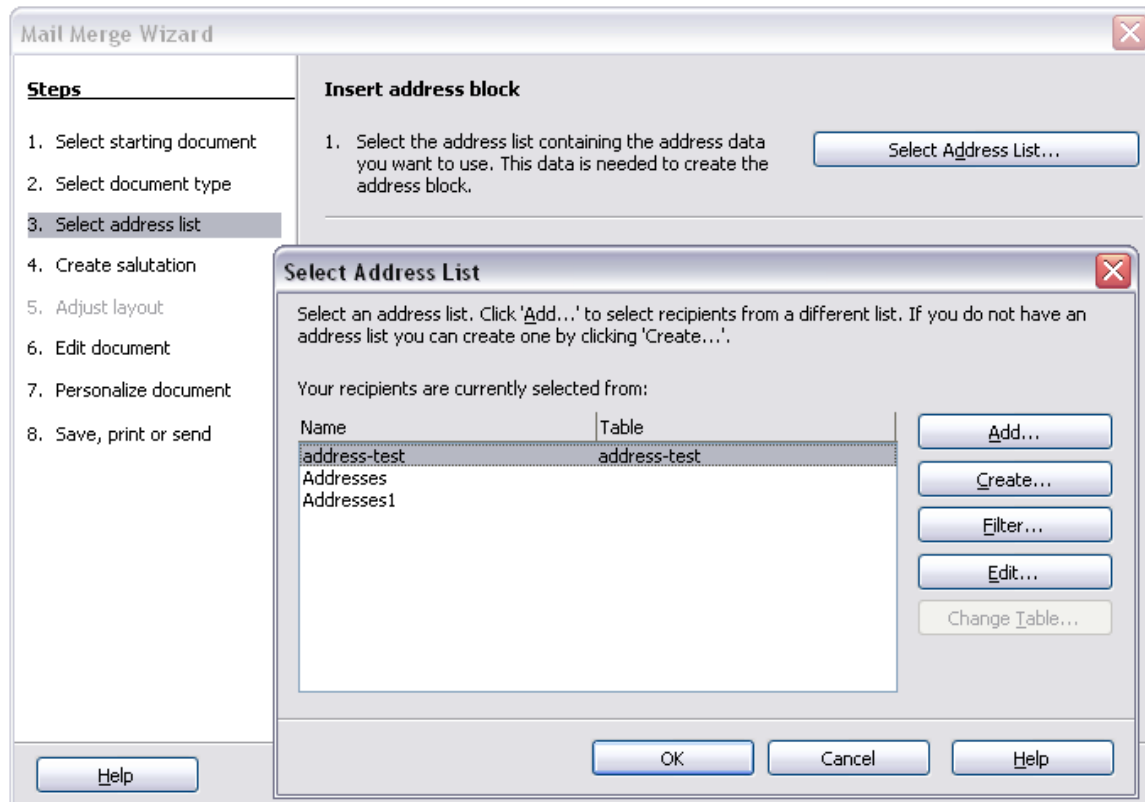 Mail Merge Wizard
Steps
1. Select starting document
2. Select document type
3. Select address list
4. Create salutation
5. Adjust layout
6. Edit document
7. Personalize document
8. Save, print or send
Help
Insert address block
1. Select the address list containing the address data
you want to use. This data is needed to create the
address block.
Select Address List...
Select Address List
Select an address list. Click 'Add...' to select recipients from a different list. If you do not have an
address list you can create one by clicking 'Create...'.
Your recipients are currently selected from:
Name Table
address-test address-test
Addresses
Addresses1
Add...
Create...
Filter...
Edit...
Change Table...
OK Cancel Help